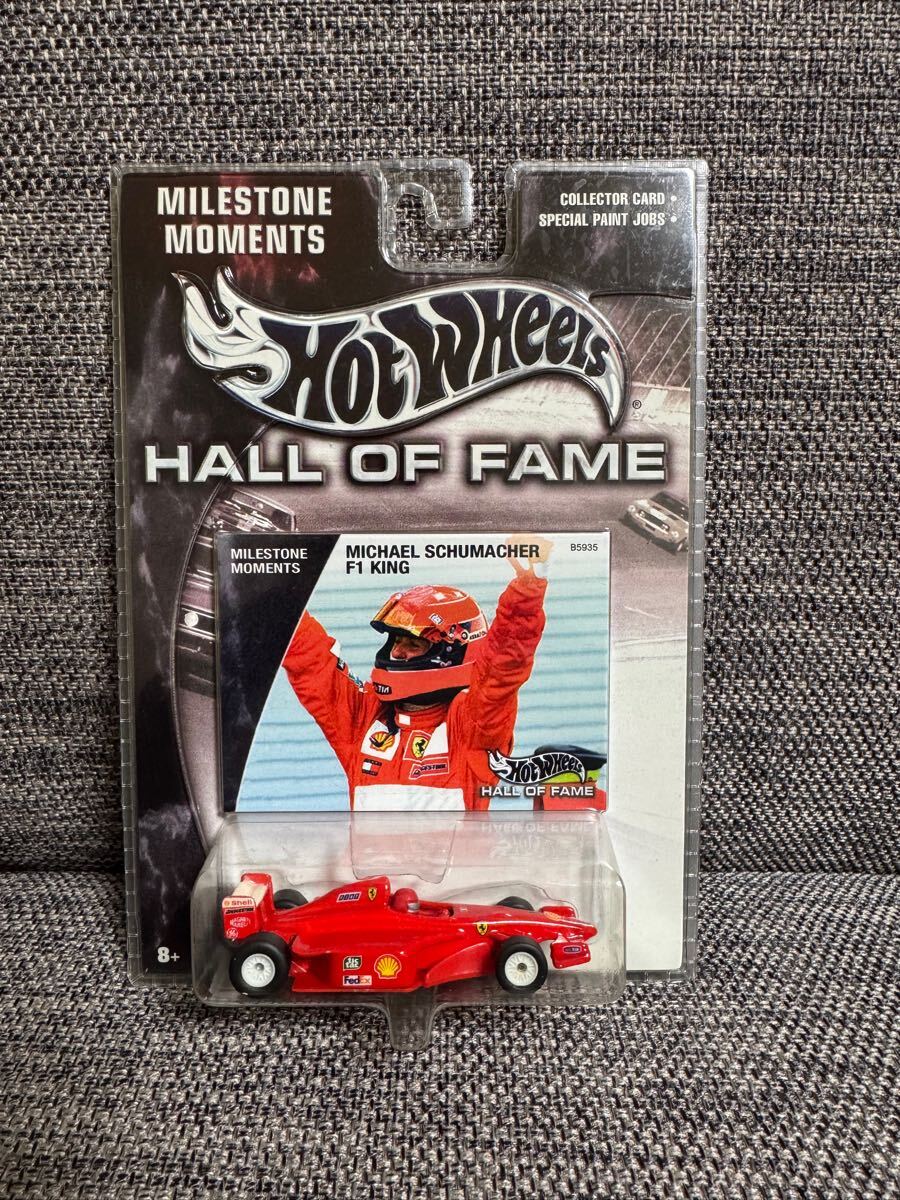 MILESTONE
MOMENTS
COLLECTOR CARD •
SPECIAL PAINT JOBS •
Hot Wheels
®
HALL OF FAME
MILESTONE
MOMENTS
MICHAEL SCHUMACHER
F1 KING
B5935
Hot Wheels
HALL OF FAME
Shell
FedEx
8+